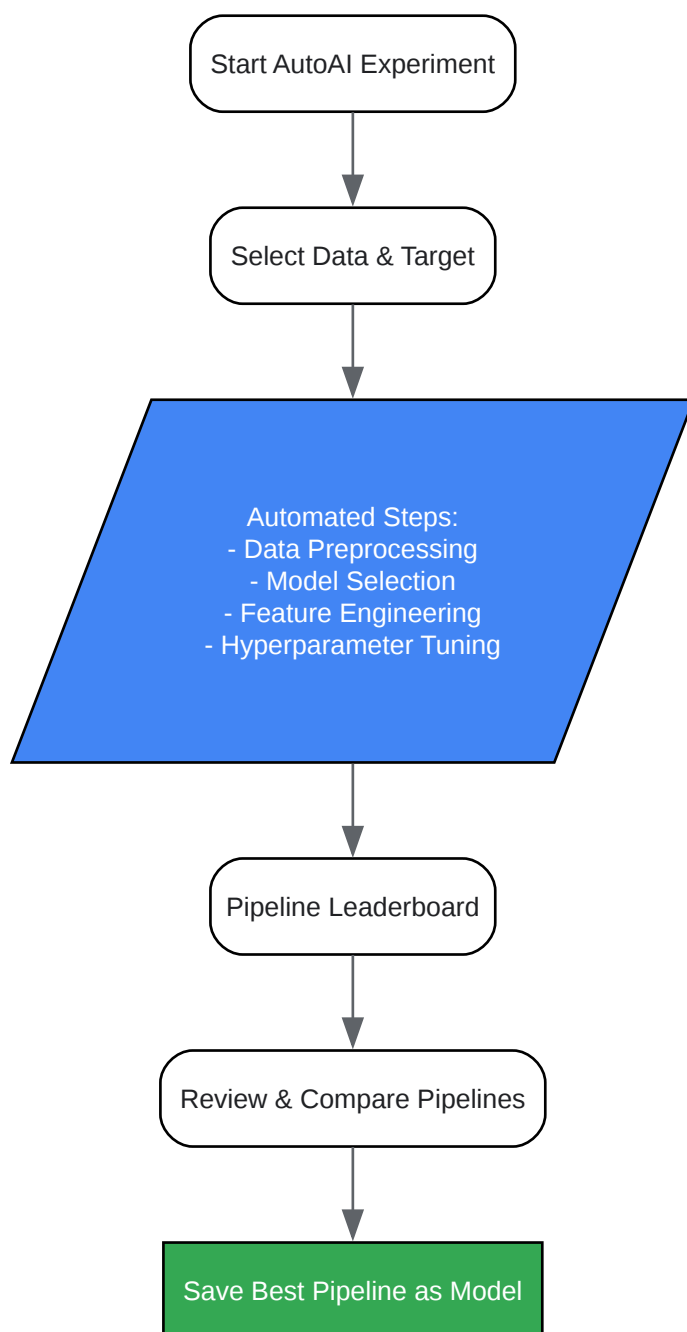 Start AutoAI Experiment
Select Data & Target
Automated Steps:
- Data Preprocessing
- Model Selection
- Feature Engineering
- Hyperparameter Tuning
Pipeline Leaderboard
Review & Compare Pipelines
Save Best Pipeline as Model